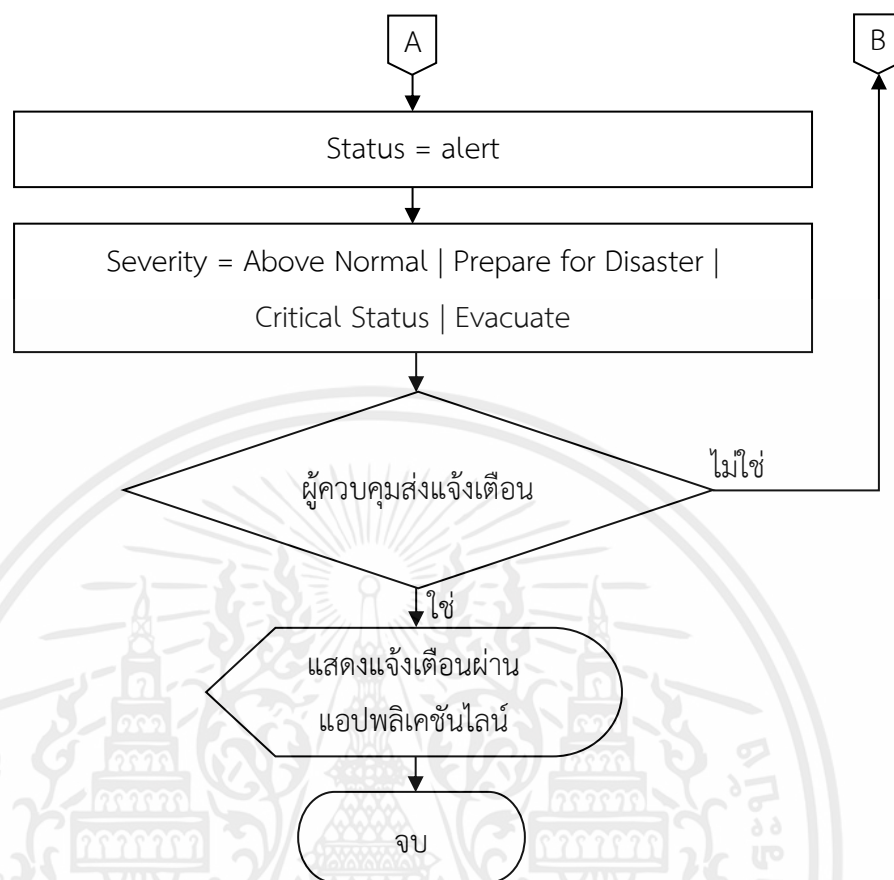 A
B
Status = alert
Severity = Above Normal | Prepare for Disaster |
Critical Status | Evacuate
ผู้ควบคุมส่งแจ้งเตือน
ไม่ใช่
ใช่
แสดงแจ้งเตือนผ่าน
แอปพลิเคชันไลน์
จบ